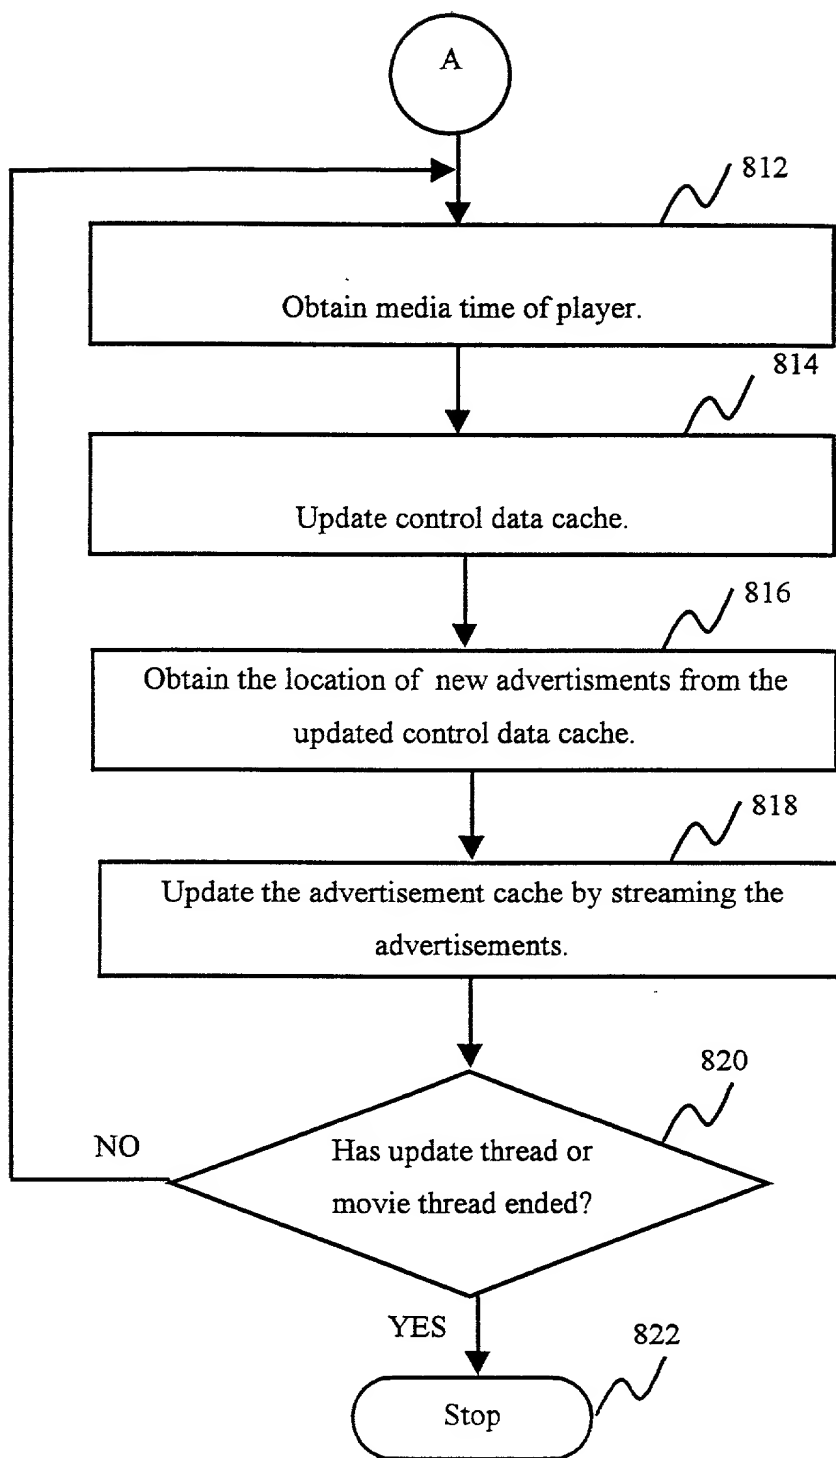 A
812
Obtain media time of player.
814
Update control data cache.
816
Obtain the location of new advertisments from the
updated control data cache.
818
Update the advertisement cache by streaming the
advertisements.
820
NO
Has update thread or
movie thread ended?
YES
822
Stop